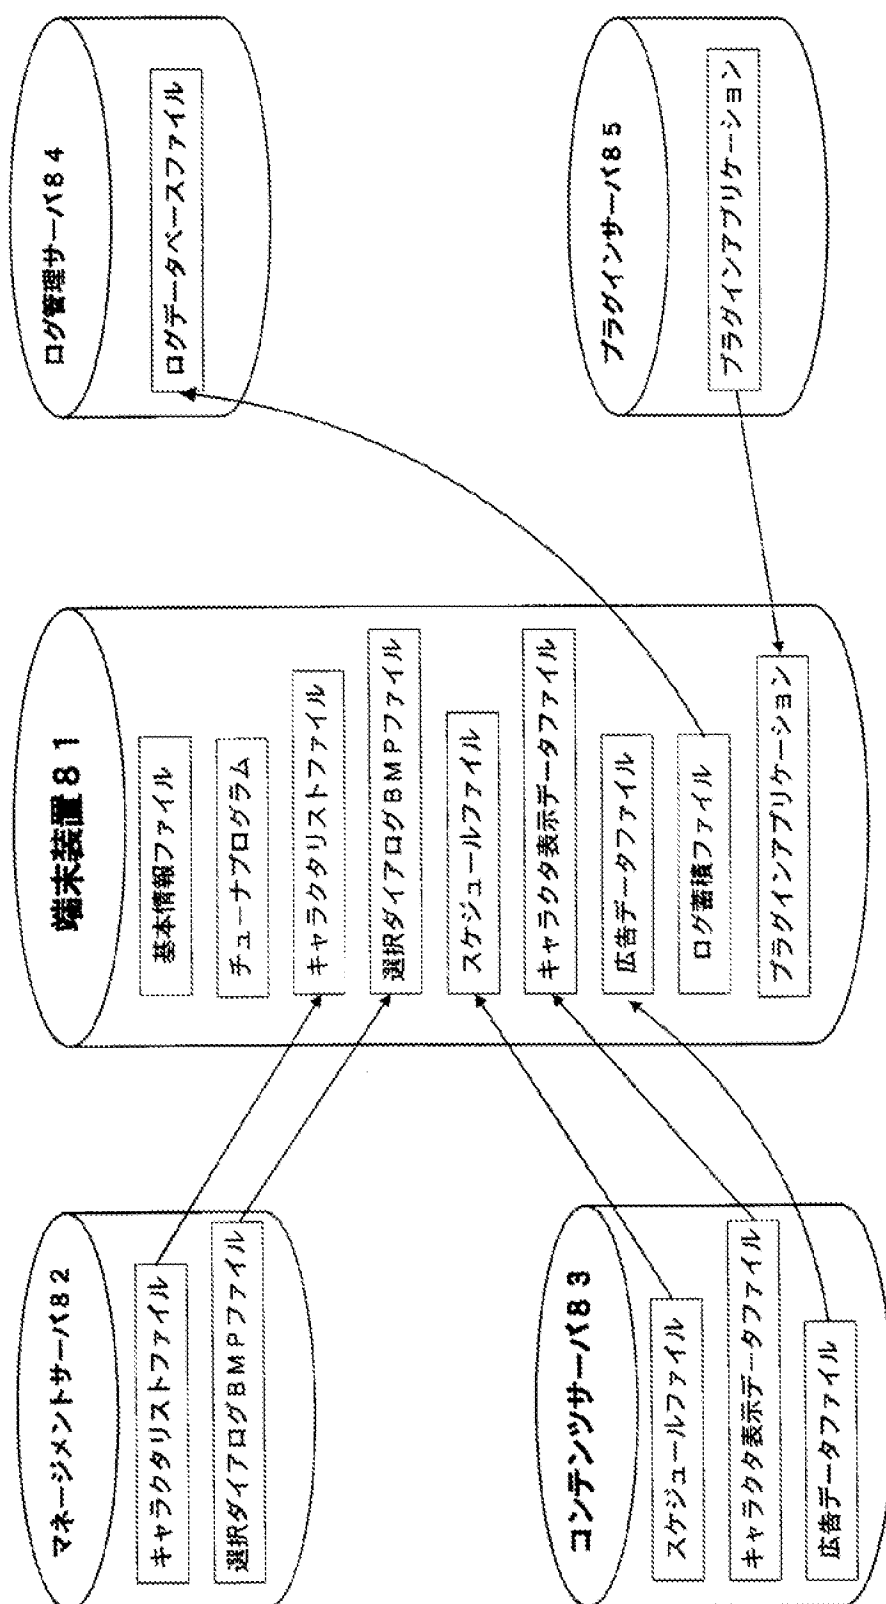 マネージメントサーバ８２
キャラクタリストファイル
選択ダイアログＢＭＰファイル
コンテンツサーバ８３
スケジュールファイル
キャラクタ表示データファイル
広告データファイル
端末装置８１
基本情報ファイル
チューナプログラム
キャラクタリストファイル
選択ダイアログＢＭＰファイル
スケジュールファイル
キャラクタ表示データファイル
広告データファイル
ログ蓄積ファイル
プラグインアプリケーション
ログ管理サーバ８４
ログデータベースファイル
プラグインサーバ８５
プラグインアプリケーション